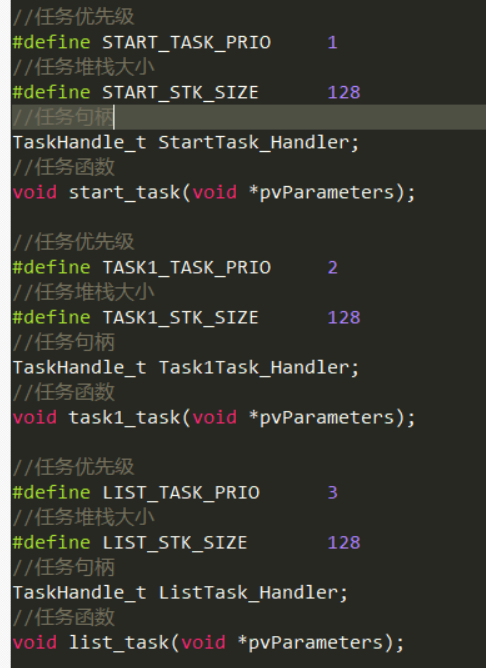 //任务优先级
#define START_TASK_PRIO 1
//任务堆栈大小
#define START_STK_SIZE 128
//任务句柄
TaskHandle_t StartTask_Handler;
//任务函数
void start_task(void *pvParameters);
//任务优先级
#define TASK1_TASK_PRIO 2
//任务堆栈大小
#define TASK1_STK_SIZE 128
//任务句柄
TaskHandle_t Task1Task_Handler;
//任务函数
void task1_task(void *pvParameters);
//任务优先级
#define LIST_TASK_PRIO 3
//任务堆栈大小
#define LIST_STK_SIZE 128
//任务句柄
TaskHandle_t ListTask_Handler;
//任务函数
void list_task(void *pvParameters);